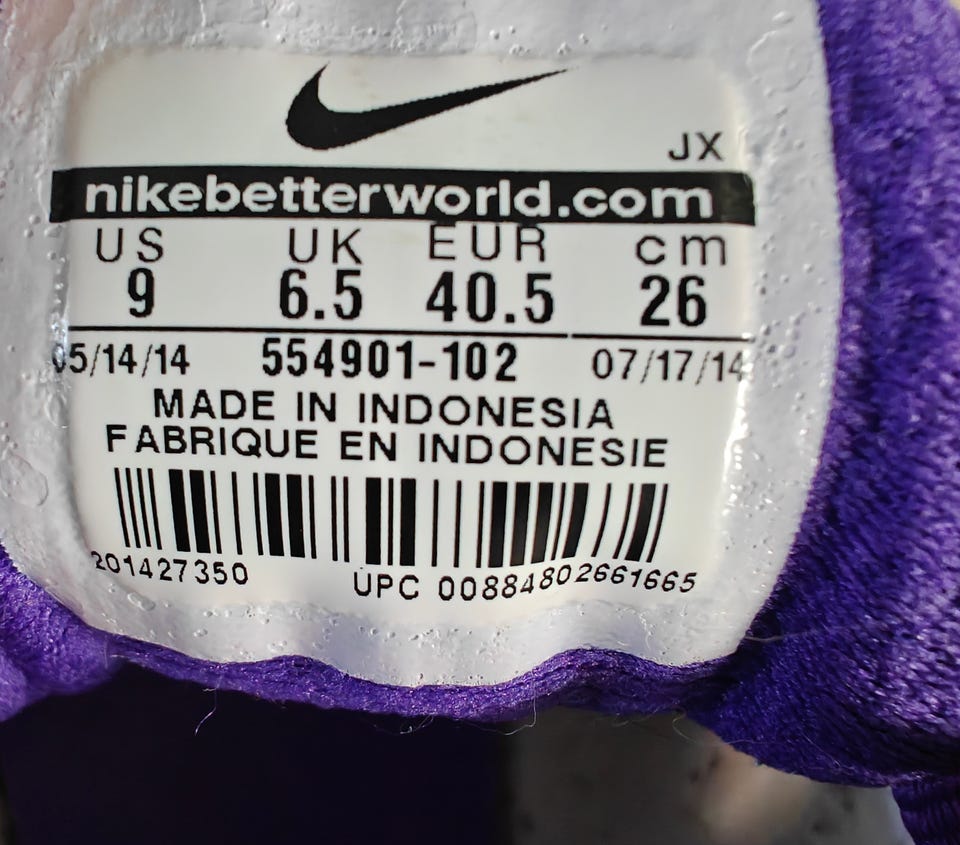 JX
nikebetterworld.com
US UK EUR cm
9 6.5 40.5 26
05/14/14 554901-102 07/17/14
MADE IN INDONESIA
FABRIQUE EN INDONESIE
201427350 UPC 00884802661665